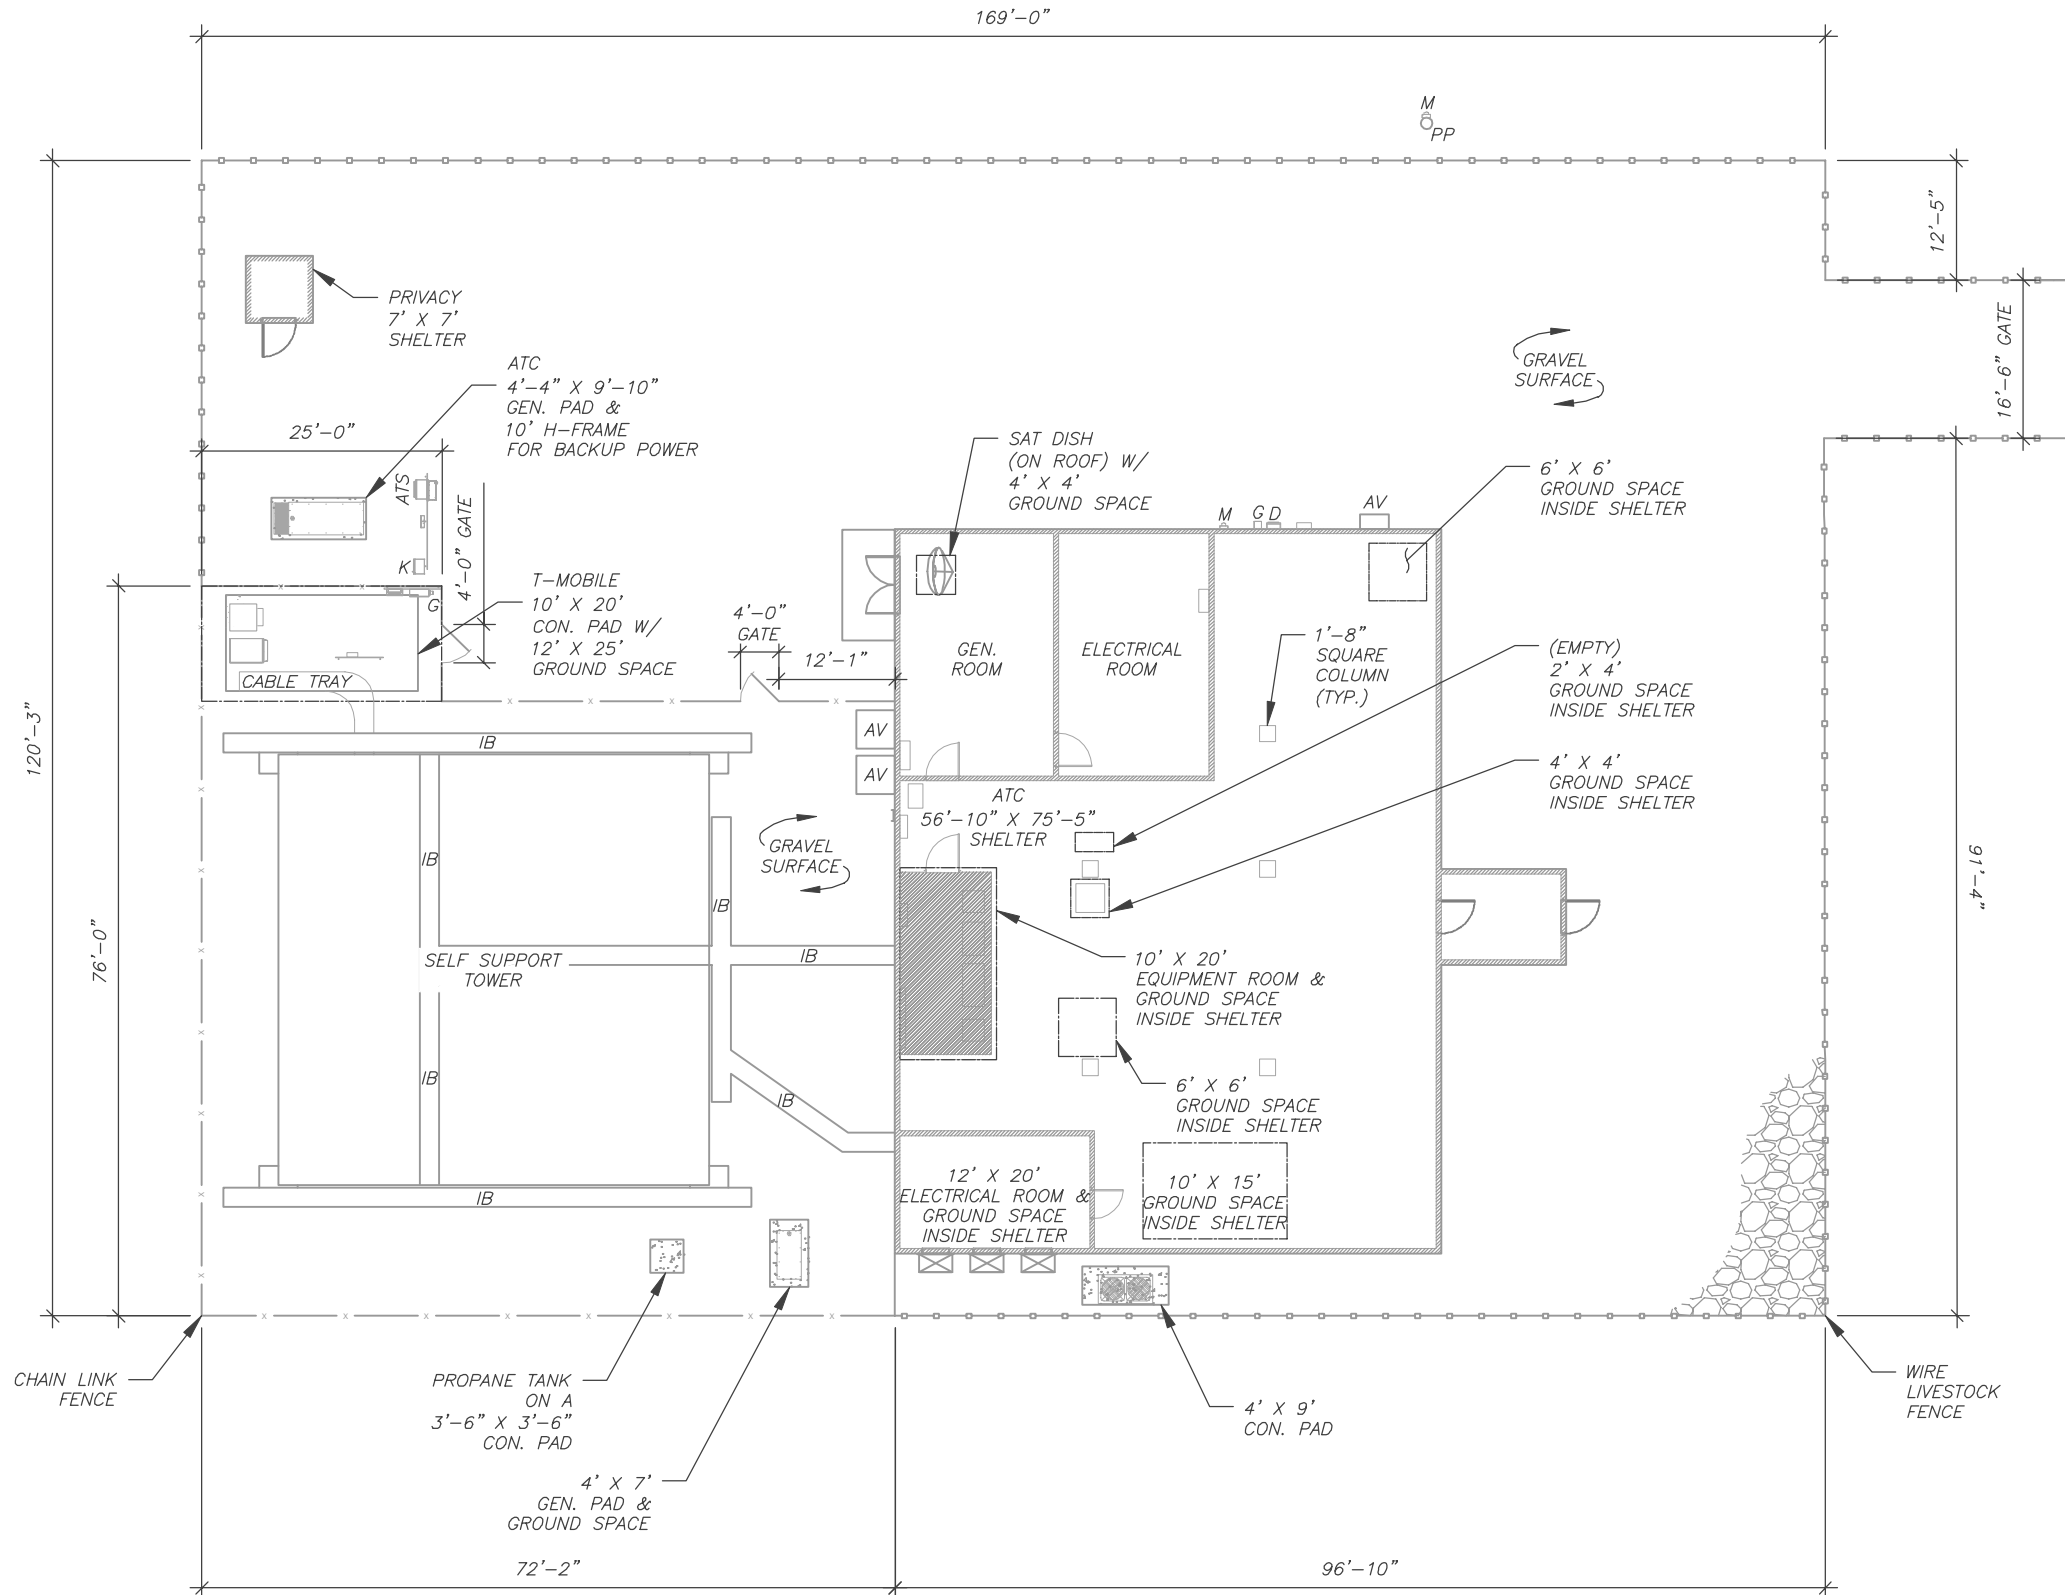 169'-0"
M
PP
12'-5"
16'-6" GATE
PRIVACY
7' X 7'
SHELTER
GRAVEL
SURFACE
ATC
4'-4" X 9'-10"
GEN. PAD &
10' H-FRAME
FOR BACKUP POWER
25'-0"
SAT DISH
(ON ROOF) W/
4' X 4'
GROUND SPACE
6' X 6'
GROUND SPACE
INSIDE SHELTER
ATS
4'-0" GATE
K
G
M
G
D
AV
T-MOBILE
10' X 20'
CON. PAD W/
12' X 25'
GROUND SPACE
4'-0"
GATE
12'-1"
GEN.
ROOM
ELECTRICAL
ROOM
1'-8"
SQUARE
COLUMN
(TYP.)
(EMPTY)
2' X 4'
GROUND SPACE
INSIDE SHELTER
CABLE TRAY
120'-3"
IB
AV
AV
4' X 4'
GROUND SPACE
INSIDE SHELTER
ATC
56'-10" X 75'-5"
SHELTER
GRAVEL
SURFACE
IB
IB
91'-4"
76'-0"
SELF SUPPORT
TOWER
IB
10' X 20'
EQUIPMENT ROOM &
GROUND SPACE
INSIDE SHELTER
IB
IB
6' X 6'
GROUND SPACE
INSIDE SHELTER
12' X 20'
ELECTRICAL ROOM &
GROUND SPACE
INSIDE SHELTER
10' X 15'
GROUND SPACE
INSIDE SHELTER
IB
CHAIN LINK
FENCE
PROPANE TANK
ON A
3'-6" X 3'-6"
CON. PAD
4' X 9'
CON. PAD
WIRE
LIVESTOCK
FENCE
4' X 7'
GEN. PAD &
GROUND SPACE
72'-2"
96'-10"